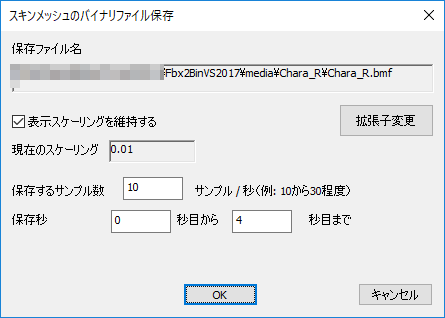 スキンメッシュのバイナリファイル保存
保存ファイル名
¥Fbx2BinVS2017¥media¥Chara_R¥Chara_R.bmf
表示スケーリングを維持する
拡張子変更
現在のスケーリング 0.01
保存するサンプル数 10 サンプル / 秒(例: 10から30程度)
保存秒 0 秒目から 4 秒目まで
OK キャンセル